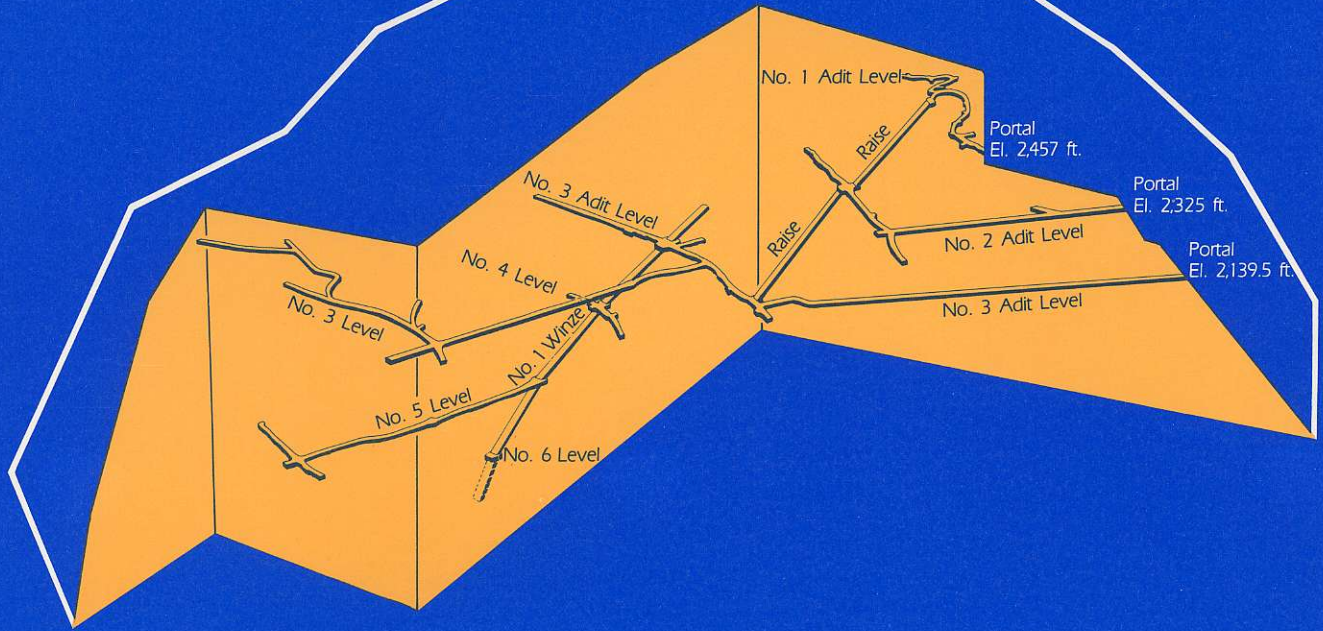 No. 1 Adit Level
Portal
El. 2,457 ft.
Raise
Portal
El. 2,325 ft.
No. 2 Adit Level
Raise
Portal
El. 2,139.5 ft.
No. 3 Adit Level
No. 3 Adit Level
No. 4 Level
No. 3 Level
No. 1 Winze
No. 5 Level
No. 6 Level